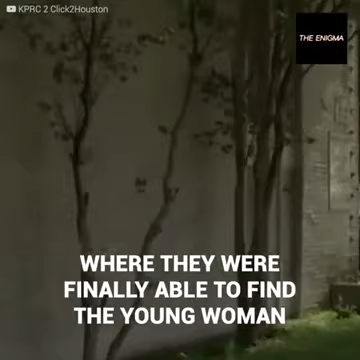 KPRC 2 Click2Houston
THE ENIGMA
WHERE THEY WERE
FINALLY ABLE TO FIND
THE YOUNG WOMAN